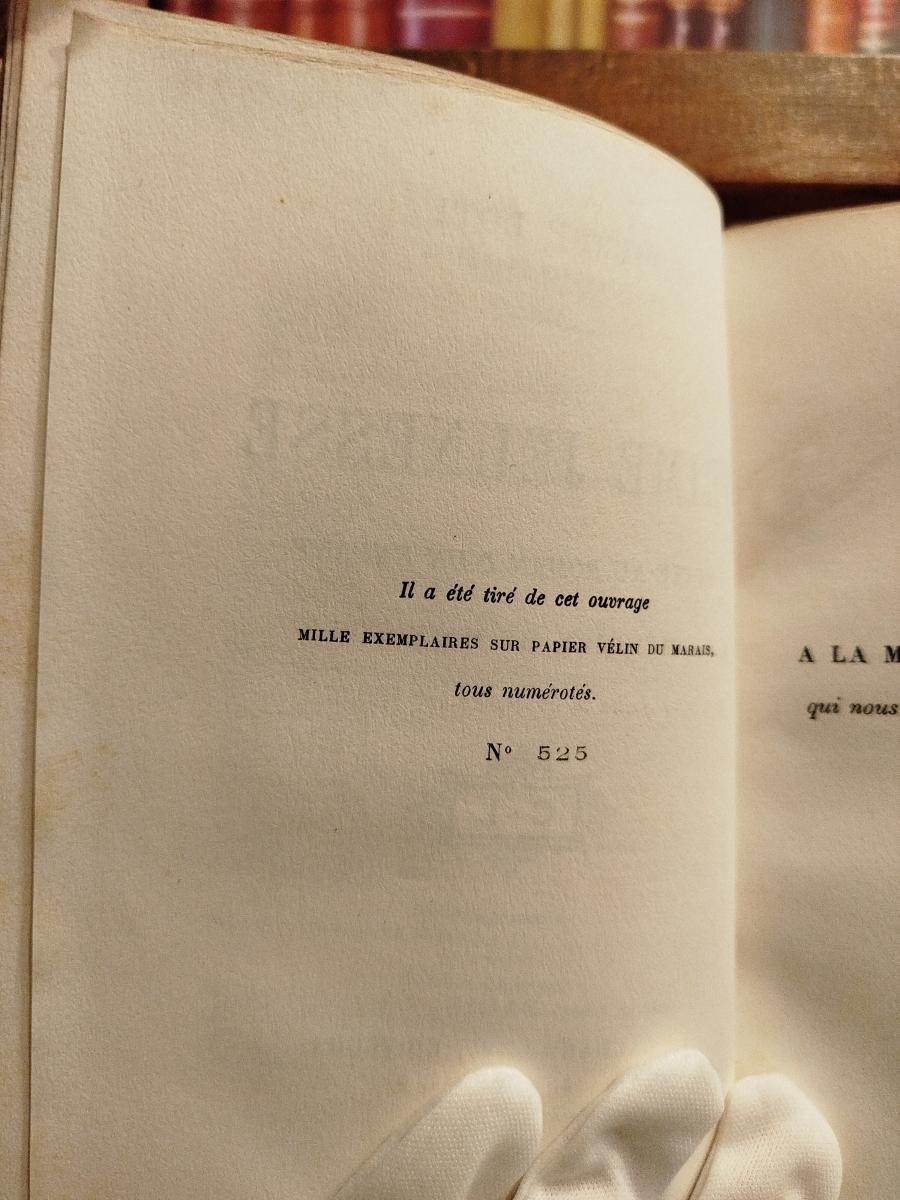 Il a été tiré de cet ouvrage
MILLE EXEMPLAIRES SUR PAPIER VÉLIN DU MARAIS,
tous numérotés.
Nº 525
A LA M
qui nous